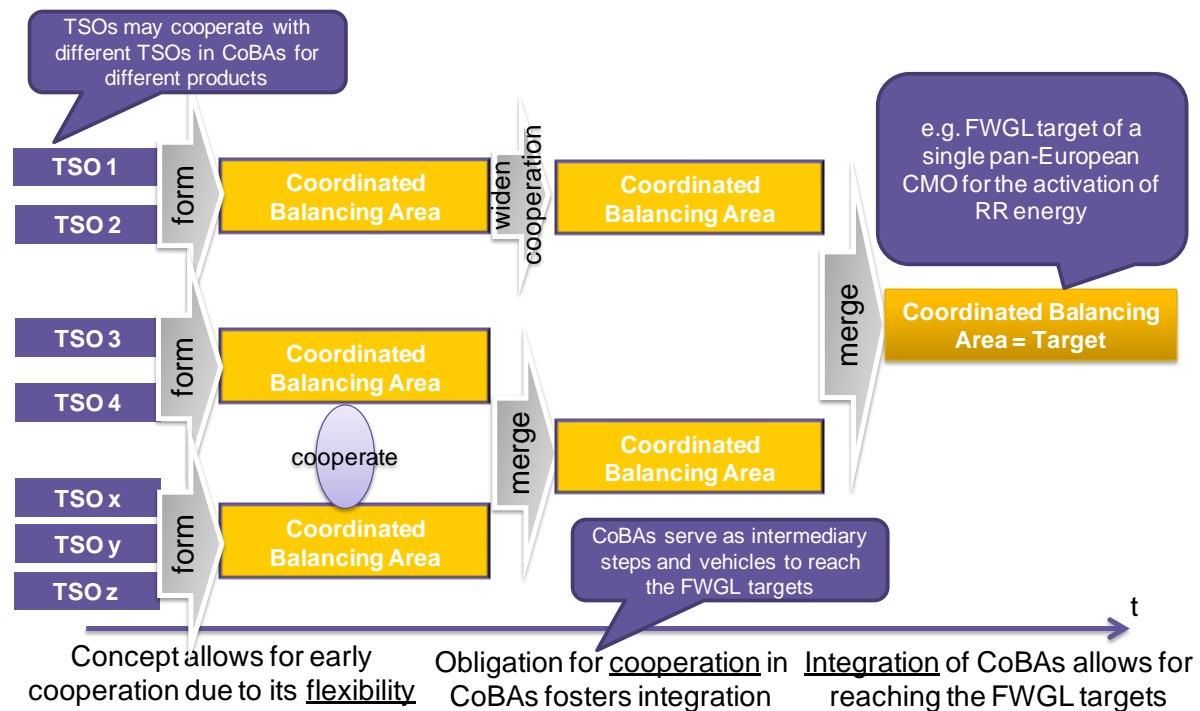 TSOs may cooperate with
different TSOs in CoBAs for
different products
e.g. FWGL target of a
single pan-European
CMO for the activation of
RR energy
TSO 1
TSO 2
form
Coordinated
Balancing Area
widen
cooperation
Coordinated
Balancing Area
TSO 3
TSO 4
form
Coordinated
Balancing Area
merge
Coordinated Balancing
Area = Target
cooperate
merge
Coordinated
Balancing Area
TSO x
TSO y
TSO z
form
Coordinated
Balancing Area
CoBAs serve as intermediary
steps and vehicles to reach
the FWGL targets
t
Concept allows for early
cooperation due to its flexibility
Obligation for cooperation in
CoBAs fosters integration
Integration of CoBAs allows for
reaching the FWGL targets